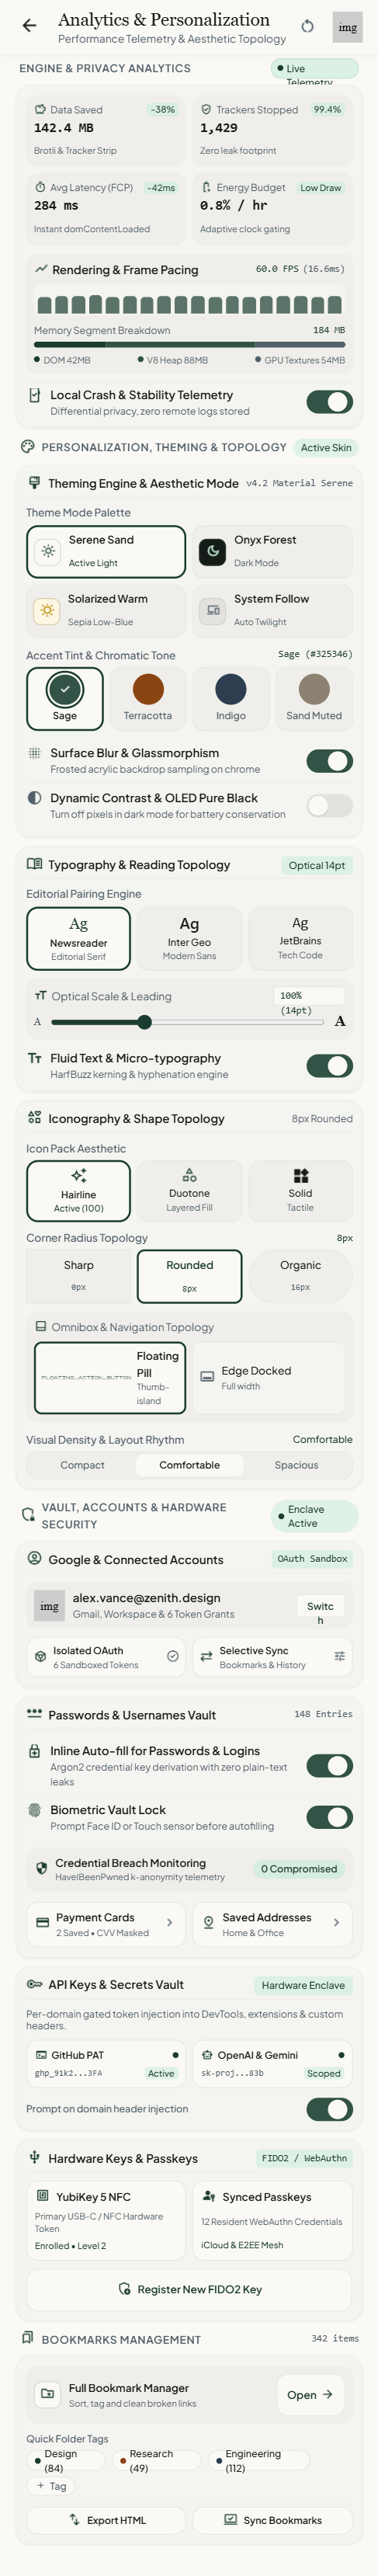 Analytics & Personalization
Performance Telemetry & Aesthetic Topology
img
ENGINE & PRIVACY ANALYTICS
Live
Telemetry
Data Saved
-38%
142.4 MB
Brotli & Tracker Strip
Trackers Stopped
99.4%
1,429
Zero leak footprint
Avg Latency (FCP)
-42ms
284 ms
Instant domContentLoaded
Energy Budget
Low Draw
0.8% / hr
Adaptive clock gating
Rendering & Frame Pacing
60.0 FPS (16.6ms)
Memory Segment Breakdown
184 MB
DOM 42MB
V8 Heap 88MB
GPU Textures 54MB
Local Crash & Stability Telemetry
Differential privacy, zero remote logs stored
PERSONALIZATION, THEMING & TOPOLOGY
Active Skin
Theming Engine & Aesthetic Mode
v4.2 Material Serene
Theme Mode Palette
Serene Sand
Active Light
Onyx Forest
Dark Mode
Solarized Warm
Sepia Low-Blue
System Follow
Auto Twilight
Accent Tint & Chromatic Tone
Sage (#325346)
Sage
Terracotta
Indigo
Sand Muted
Surface Blur & Glassmorphism
Frosted acrylic backdrop sampling on chrome
Dynamic Contrast & OLED Pure Black
Turn off pixels in dark mode for battery conservation
Typography & Reading Topology
Optical 14pt
Editorial Pairing Engine
Ag
Newsreader
Editorial Serif
Ag
Inter Geo
Modern Sans
Ag
JetBrains
Tech Code
Optical Scale & Leading
100%
(14pt)
A
A
Fluid Text & Micro-typography
HarfBuzz kerning & hyphenation engine
Iconography & Shape Topology
8px Rounded
Icon Pack Aesthetic
Hairline
Active (100)
Duotone
Layered Fill
Solid
Tactile
Corner Radius Topology
8px
Sharp
0px
Rounded
8px
Organic
16px
Omnibox & Navigation Topology
FLOATING_ACTION_BUTTON
Floating
Pill
Thumb-
island
Edge Docked
Full width
Visual Density & Layout Rhythm
Comfortable
Compact
Comfortable
Spacious
VAULT, ACCOUNTS & HARDWARE
SECURITY
Enclave
Active
Google & Connected Accounts
OAuth Sandbox
img
alex.vance@zenith.design
Gmail, Workspace & 6 Token Grants
Switc
h
Isolated OAuth
6 Sandboxed Tokens
Selective Sync
Bookmarks & History
Passwords & Usernames Vault
148 Entries
Inline Auto-fill for Passwords & Logins
Argon2 credential key derivation with zero plain-text
leaks
Biometric Vault Lock
Prompt Face ID or Touch sensor before autofilling
Credential Breach Monitoring
HaveIBeenPwned k-anonymity telemetry
0 Compromised
Payment Cards
2 Saved • CVV Masked
Saved Addresses
Home & Office
API Keys & Secrets Vault
Hardware Enclave
Per-domain gated token injection into DevTools, extensions & custom
headers.
GitHub PAT
ghp_91k2...3FA
Active
OpenAI & Gemini
sk-proj...83b
Scoped
Prompt on domain header injection
Hardware Keys & Passkeys
FIDO2 / WebAuthn
YubiKey 5 NFC
Primary USB-C / NFC Hardware
Token
Enrolled • Level 2
Synced Passkeys
12 Resident WebAuthn Credentials
iCloud & E2EE Mesh
Register New FIDO2 Key
BOOKMARKS MANAGEMENT
342 items
Full Bookmark Manager
Sort, tag and clean broken links
Open
Quick Folder Tags
Design
(84)
Research
(49)
Engineering
(112)
+ Tag
Export HTML
Sync Bookmarks